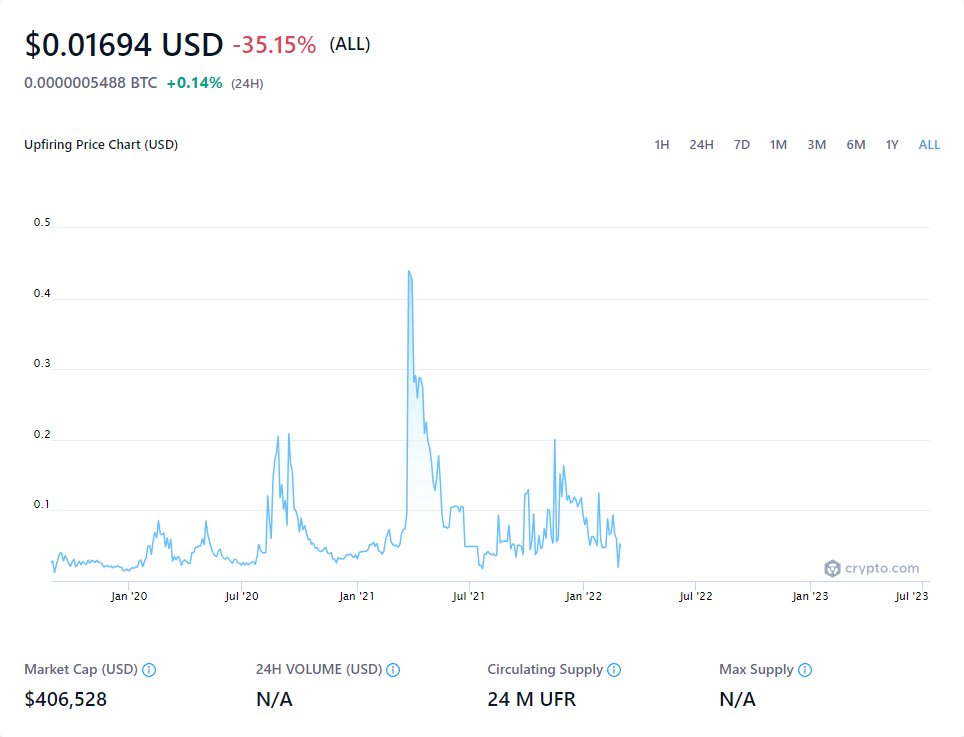 $0.01694 USD -35.15% (ALL)
0.0000005488 BTC +0.14% (24H)
Upfiring Price Chart (USD) 1H 24H 7D 1M 3M 6M 1Y ALL
0.5
0.4
0.3
0.2
0.1
crypto.com
Jan '20 Jul '20 Jan '21 Jul '21 Jan '22 Jul '22 Jan '23 Jul '23
Market Cap (USD) 24H VOLUME (USD) Circulating Supply Max Supply
$406,528 N/A 24 M UFR N/A